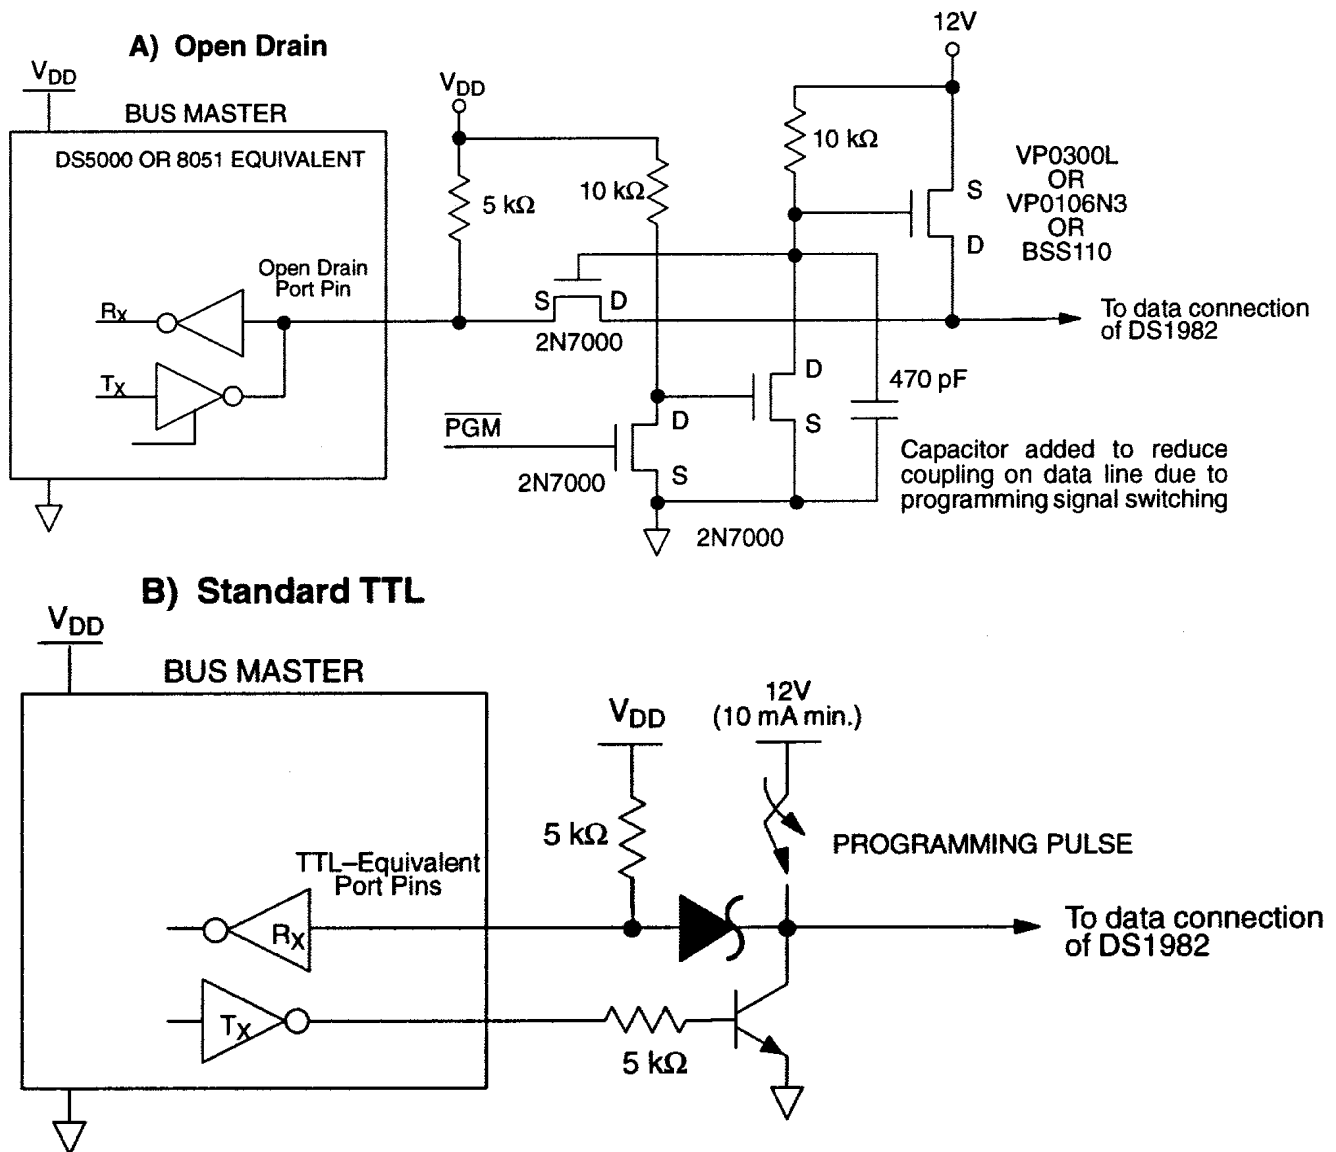 A) Open Drain
VDD
BUS MASTER
DS5000 OR 8051 EQUIVALENT
Open Drain
Port Pin
RX
TX
VDD
5 kΩ
10 kΩ
S
D
2N7000
PGM
D
S
2N7000
12V
10 kΩ
S
D
VP0300L
OR
VP0106N3
OR
BSS110
To data connection
of DS1982
D
S
470 pF
2N7000
Capacitor added to reduce
coupling on data line due to
programming signal switching
B) Standard TTL
VDD
BUS MASTER
TTL–Equivalent
Port Pins
RX
TX
VDD
5 kΩ
5 kΩ
12V
(10 mA min.)
PROGRAMMING PULSE
To data connection
of DS1982